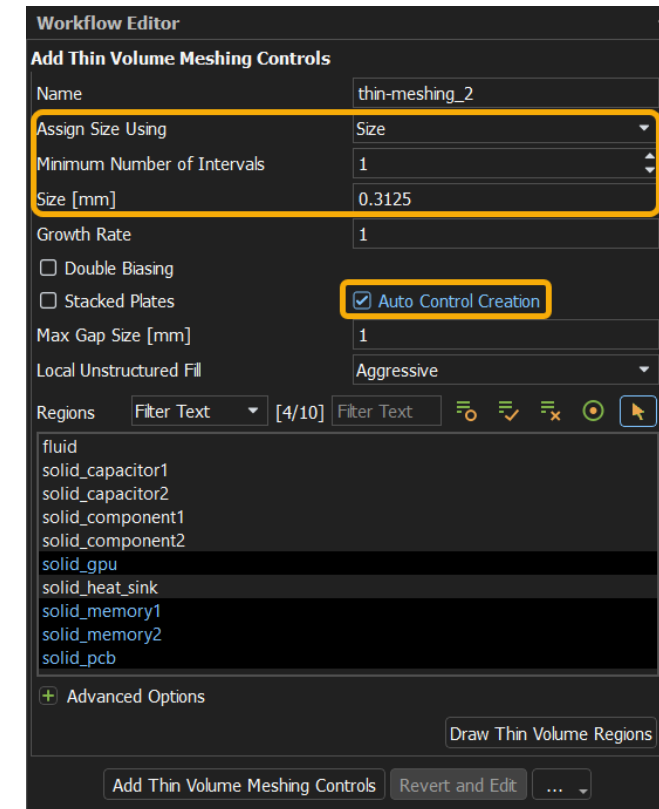 Workflow Editor
Add Thin Volume Meshing Controls
Name thin-meshing_2
Assign Size Using Size
Minimum Number of Intervals 1
Size [mm] 0.3125
Growth Rate 1
Double Biasing
Stacked Plates Auto Control Creation
Max Gap Size [mm] 1
Local Unstructured Fill Aggressive
Regions Filter Text [4/10] Filter Text
fluid
solid_capacitor1
solid_capacitor2
solid_component1
solid_component2
solid_gpu
solid_heat_sink
solid_memory1
solid_memory2
solid_pcb
Advanced Options
Draw Thin Volume Regions
Add Thin Volume Meshing Controls Revert and Edit ...